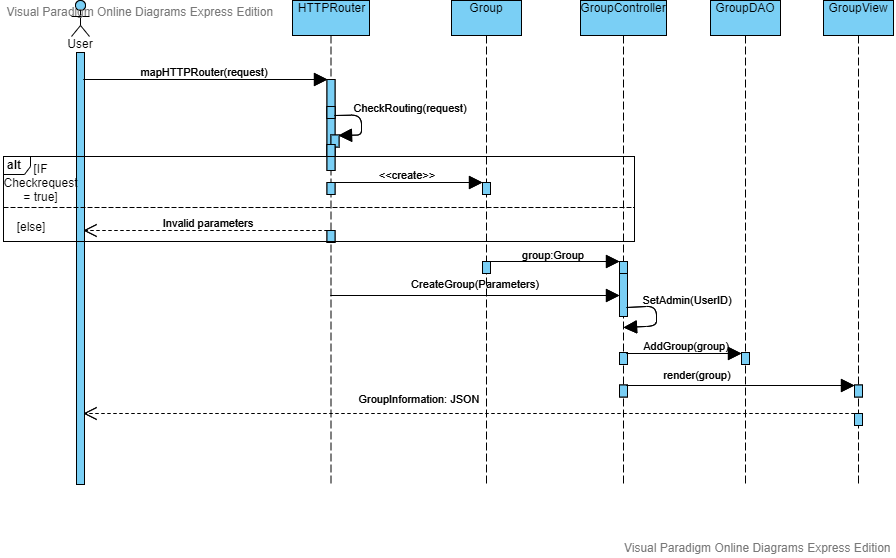 Visual Paradigm Online Diagrams Express Edition
HTTPRouter
Group
GroupController
GroupDAO
GroupView
User
mapHTTPRouter(request)
CheckRouting(request)
alt
[IF
Checkrequest
= true]
<<create>>
[else]
Invalid parameters
group:Group
CreateGroup(Parameters)
SetAdmin(UserID)
AddGroup(group)
render(group)
GroupInformation: JSON
Visual Paradigm Online Diagrams Express Edition